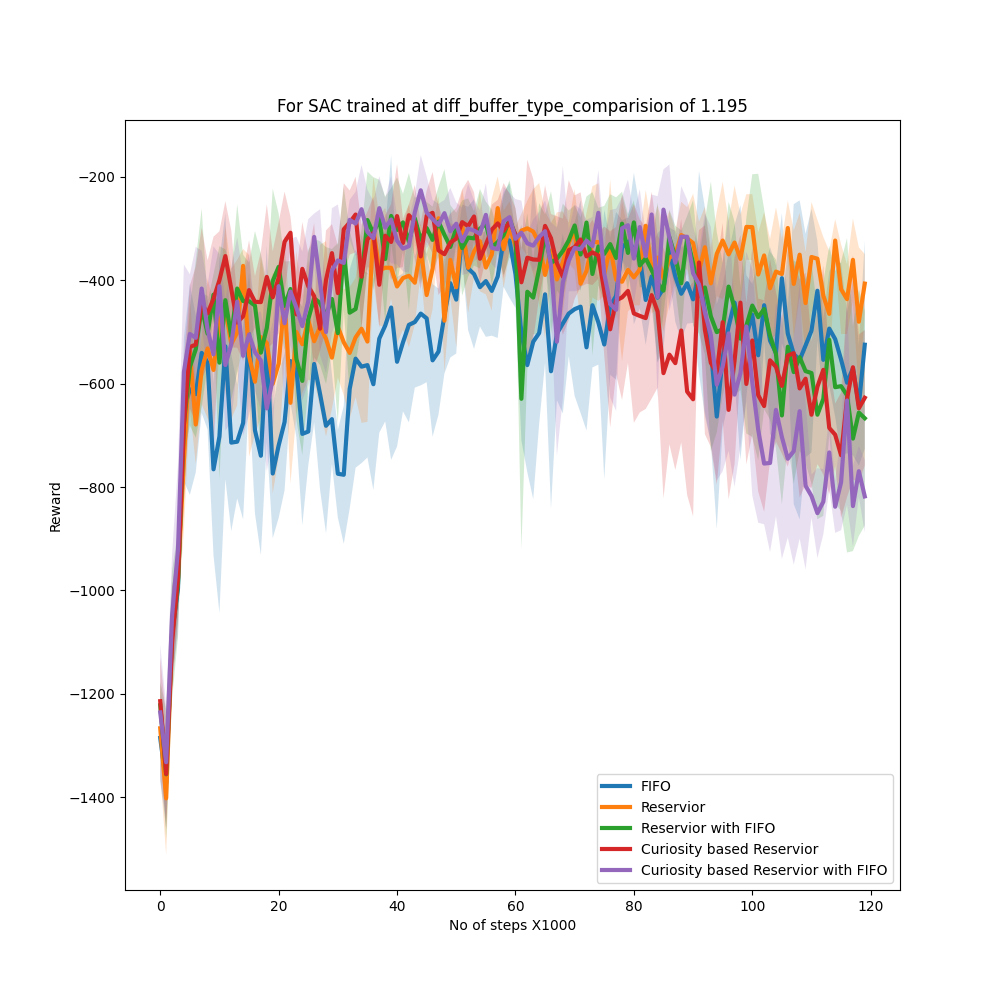 For SAC trained at diff_buffer_type_comparision of 1.195
−200
−400
−600
−800
−1000
−1200
−1400
Reward
0 20 40 60 80 100 120
No of steps X1000
FIFO
Reservior
Reservior with FIFO
Curiosity based Reservior
Curiosity based Reservior with FIFO